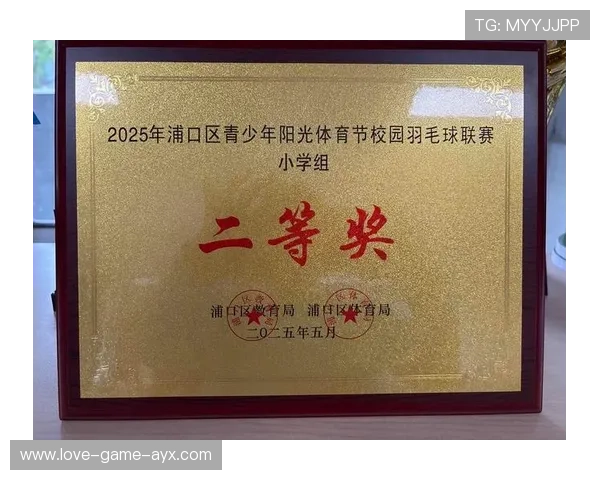 TG: MYYJJPP
2025年浦口区青少年阳光体育节校园羽毛球联赛
小学组
二等奖
浦口区教育局 浦口区体育局
二〇二五年五月
www.love-game-ayx.com